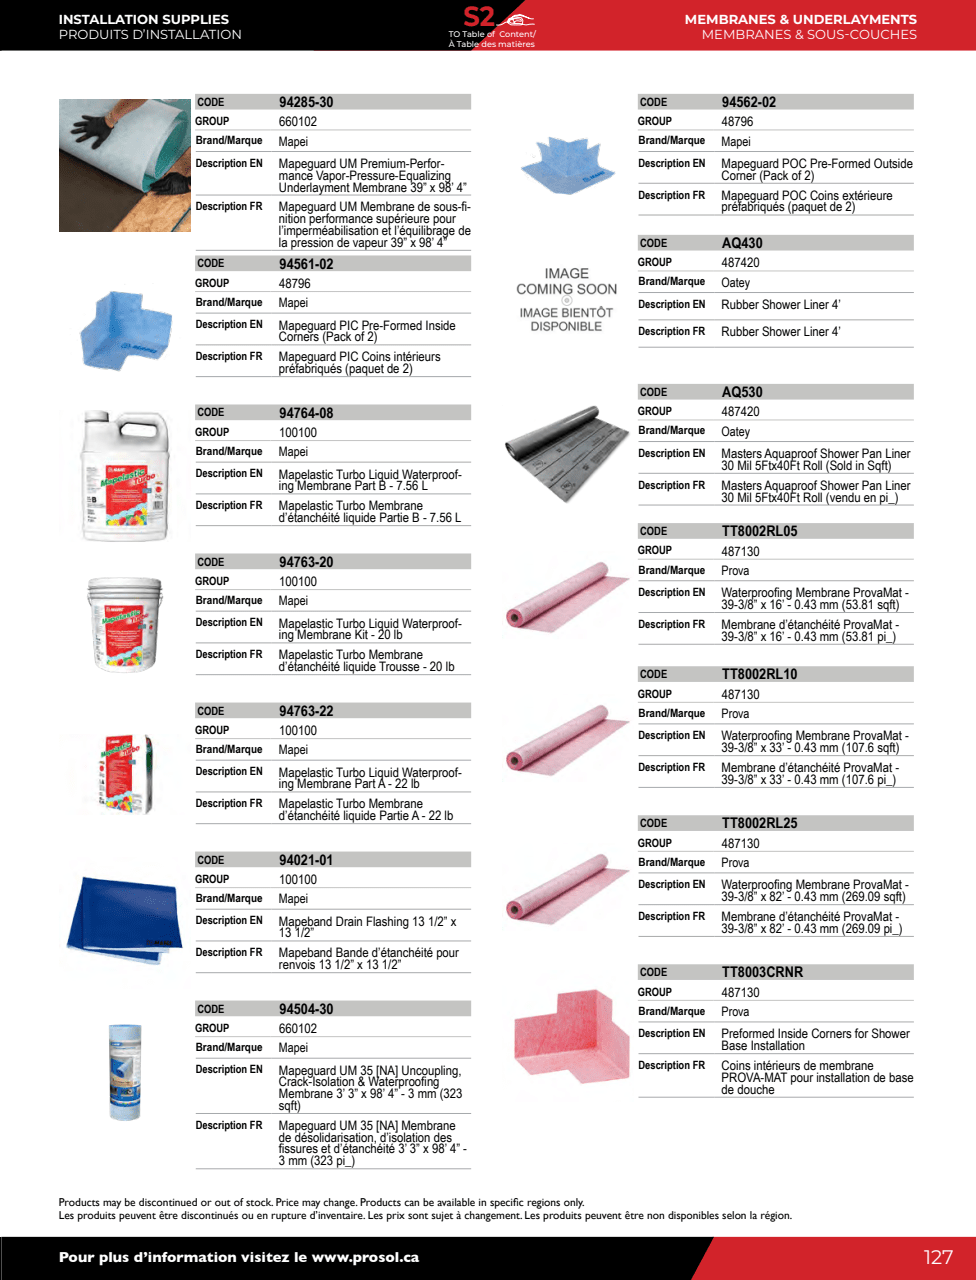 INSTALLATION SUPPLIES
PRODUITS D'INSTALLATION
S2
TO Table of Content/
À Table des matières
MEMBRANES & UNDERLAYMENTS
MEMBRANES & SOUS-COUCHES
CODE 94285-30
GROUP 660102
Brand/Marque Mapei
Description EN Mapeguard UM Premium-Perfor-
mance Vapor-Pressure-Equalizing
Underlayment Membrane 39" x 98' 4"
Description FR Mapeguard UM Membrane de sous-fi-
nition performance supérieure pour
l'imperméabilisation et l'équilibrage de
la pression de vapeur 39" x 98' 4"
CODE 94561-02
GROUP 48796
Brand/Marque Mapei
Description EN Mapeguard PIC Pre-Formed Inside
Corners (Pack of 2)
Description FR Mapeguard PIC Coins intérieurs
préfabriqués (paquet de 2)
CODE 94764-08
GROUP 100100
Brand/Marque Mapei
Description EN Mapelastic Turbo Liquid Waterproof-
ing Membrane Part B - 7.56 L
Description FR Mapelastic Turbo Membrane
d'étanchéité liquide Partie B - 7.56 L
CODE 94763-20
GROUP 100100
Brand/Marque Mapei
Description EN Mapelastic Turbo Liquid Waterproof-
ing Membrane Kit - 20 lb
Description FR Mapelastic Turbo Membrane
d'étanchéité liquide Trousse - 20 lb
CODE 94763-22
GROUP 100100
Brand/Marque Mapei
Description EN Mapelastic Turbo Liquid Waterproof-
ing Membrane Part A - 22 lb
Description FR Mapelastic Turbo Membrane
d'étanchéité liquide Partie A - 22 lb
CODE 94021-01
GROUP 100100
Brand/Marque Mapei
Description EN Mapeband Drain Flashing 13 1/2" x
13 1/2"
Description FR Mapeband Bande d'étanchéité pour
renvois 13 1/2" x 13 1/2"
CODE 94504-30
GROUP 660102
Brand/Marque Mapei
Description EN Mapeguard UM 35 [NA] Uncoupling,
Crack-Isolation & Waterproofing
Membrane 3' 3" x 98' 4" - 3 mm (323
sqft)
Description FR Mapeguard UM 35 [NA] Membrane
de désolidarisation, d'isolation des
fissures et d'étanchéité 3' 3" x 98' 4" -
3 mm (323 pi_)
CODE 94562-02
GROUP 48796
Brand/Marque Mapei
Description EN Mapeguard POC Pre-Formed Outside
Corner (Pack of 2)
Description FR Mapeguard POC Coins extérieure
préfabriqués (paquet de 2)
IMAGE
COMING SOON
IMAGE BIENTÔT
DISPONIBLE
CODE AQ430
GROUP 487420
Brand/Marque Oatey
Description EN Rubber Shower Liner 4'
Description FR Rubber Shower Liner 4'
CODE AQ530
GROUP 487420
Brand/Marque Oatey
Description EN Masters Aquaproof Shower Pan Liner
30 Mil 5Ftx40Ft Roll (Sold in Sqft)
Description FR Masters Aquaproof Shower Pan Liner
30 Mil 5Ftx40Ft Roll (vendu en pi_)
CODE TT8002RL05
GROUP 487130
Brand/Marque Prova
Description EN Waterproofing Membrane ProvaMat -
39-3/8" x 16' - 0.43 mm (53.81 sqft)
Description FR Membrane d'étanchéité ProvaMat -
39-3/8" x 16' - 0.43 mm (53.81 pi_)
CODE TT8002RL10
GROUP 487130
Brand/Marque Prova
Description EN Waterproofing Membrane ProvaMat -
39-3/8" x 33' - 0.43 mm (107.6 sqft)
Description FR Membrane d'étanchéité ProvaMat -
39-3/8" x 33' - 0.43 mm (107.6 pi_)
CODE TT8002RL25
GROUP 487130
Brand/Marque Prova
Description EN Waterproofing Membrane ProvaMat -
39-3/8" x 82' - 0.43 mm (269.09 sqft)
Description FR Membrane d'étanchéité ProvaMat -
39-3/8" x 82' - 0.43 mm (269.09 pi_)
CODE TT8003CRNR
GROUP 487130
Brand/Marque Prova
Description EN Preformed Inside Corners for Shower
Base Installation
Description FR Coins intérieurs de membrane
PROVA-MAT pour installation de base
de douche
Products may be discontinued or out of stock. Price may change. Products can be available in specific regions only.
Les produits peuvent être discontinués ou en rupture d'inventaire. Les prix sont sujet à changement. Les produits peuvent être non disponibles selon la région.
Pour plus d'information visitez le www.prosol.ca
127